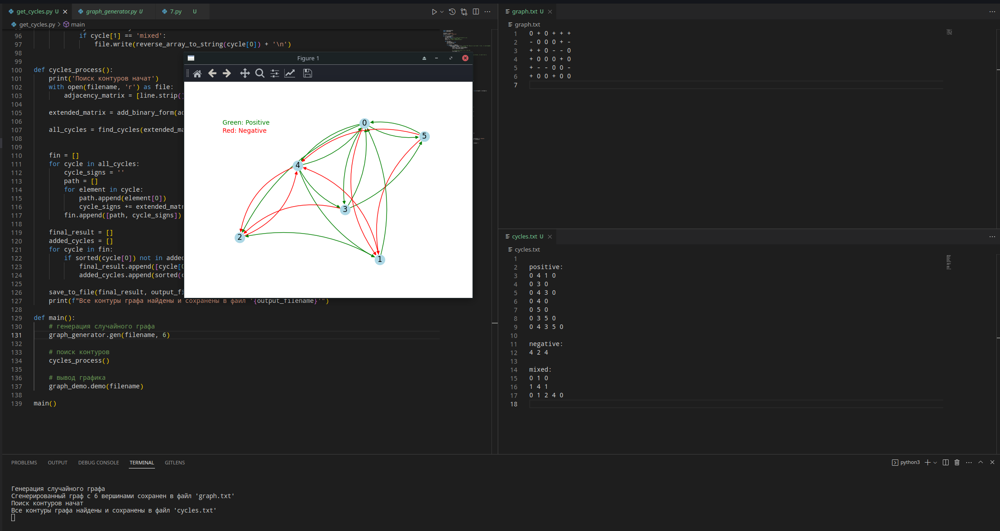 get_cycles.py U
graph_generator.py U
7.py U
get_cycles.py > main
96 if cycle[1] == 'mixed':
97 file.write(reverse_array_to_string(cycle[0]) + '\n')
98
99
100 def cycles_process():
101 print('Поиск контуров начат')
102 with open(filename, 'r') as file:
103 adjacency_matrix = [line.strip()
104
105 extended_matrix = add_binary_form(
106
107 all_cycles = find_cycles(
108
109
110 fin = []
111 for cycle in all_cycles:
112 cycle_signs = ''
113 path = []
114 for element in cycle:
115 path.append(element[0])
116 cycle_signs +=
117 fin.append([path, cycle_signs])
118
119 final_result = []
120 added_cycles = []
121 for cycle in fin:
122 if sorted(cycle[0]) not in
123 final_result.append([
124 added_cycles.append(sorted(
125
126 save_to_file(final_result,
127 print(f"Все контуры графа найдены и сохранены в файл '{output_filename}'")
128
129 def main():
130 # генерация случайного графа
131 graph_generator.gen(filename, 6)
132
133 # поиск контуров
134 cycles_process()
135
136 # вывод графика
137 graph_demo.demo(filename)
138
139 main()
Figure 1
Green: Positive
Red: Negative
0
5
4
3
2
1
graph.txt U
graph.txt
1 0 + 0 + + +
2 - 0 0 0 + -
3 + + 0 - - 0
4 + 0 0 0 + 0
5 + - - 0 0 -
6 + 0 0 + 0 0
7
cycles.txt U
cycles.txt
1
2 positive:
3 0 4 1 0
4 0 3 0
5 0 4 3 0
6 0 4 0
7 0 5 0
8 0 3 5 0
9 0 4 3 5 0
10
11 negative:
12 4 2 4
13
14 mixed:
15 0 1 0
16 1 4 1
17 0 1 2 4 0
18
PROBLEMS OUTPUT DEBUG CONSOLE TERMINAL GITLENS
python3
Генерация случайного графа
Сгенерированный граф с 6 вершинами сохранен в файл 'graph.txt'
Поиск контуров начат
Все контуры графа найдены и сохранены в файл 'cycles.txt'